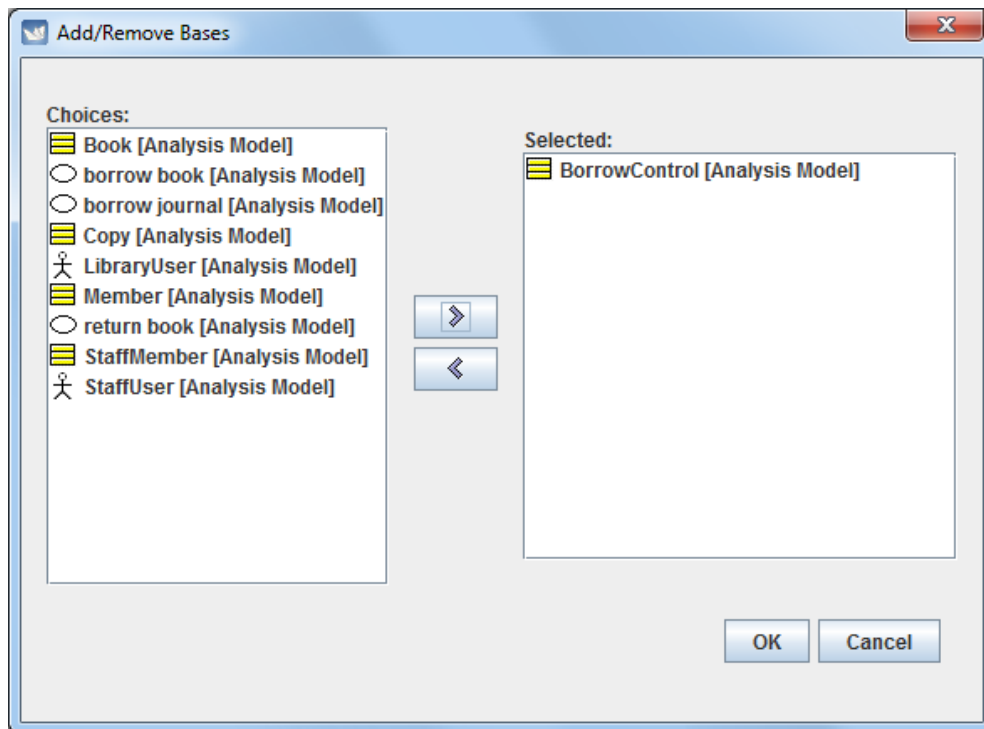 Add/Remove Bases
Choices:
Book [Analysis Model]
borrow book [Analysis Model]
borrow journal [Analysis Model]
Copy [Analysis Model]
LibraryUser [Analysis Model]
Member [Analysis Model]
return book [Analysis Model]
StaffMember [Analysis Model]
StaffUser [Analysis Model]
Selected:
BorrowControl [Analysis Model]
OK
Cancel